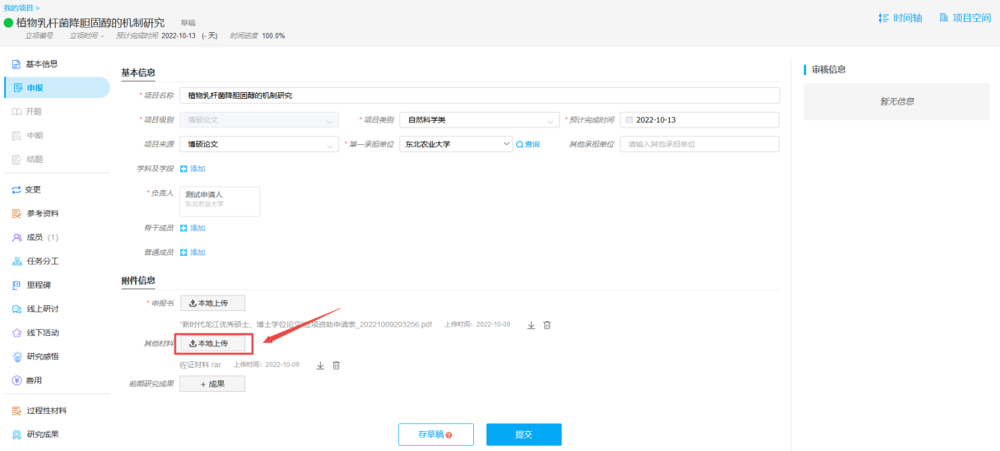 我的项目 >
植物乳杆菌降胆固醇的机制研究 草稿
立项编号 立项时间 - 预计完成时间 2022-10-13 (- 天) 时间进度 100.0%
时间轴 项目空间
基本信息
申报
开题
中期
结题
变更
参考资料
成员 (1)
任务分工
里程碑
线上研讨
线下活动
研究感悟
费用
过程性材料
研究成果
基本信息
* 项目名称 植物乳杆菌降胆固醇的机制研究
* 项目级别 博硕论文 * 项目类别 自然科学类 * 预计完成时间 2022-10-13
项目来源 博硕论文 * 第一承担单位 东北农业大学 查询 其他承担单位 请输入其他承担单位
学科及学段 添加
* 负责人 测试申请人
东北农业大学
骨干成员 添加
普通成员 添加
附件信息
* 申报书 本地上传
"新时代龙江优秀硕士、博士学位论文"立项资助申请表_20221009203256.pdf 上传时间: 2022-10-09
其他材料 本地上传
佐证材料.rar 上传时间: 2022-10-09
前期研究成果 + 成果
存草稿 提交
审核信息
暂无信息